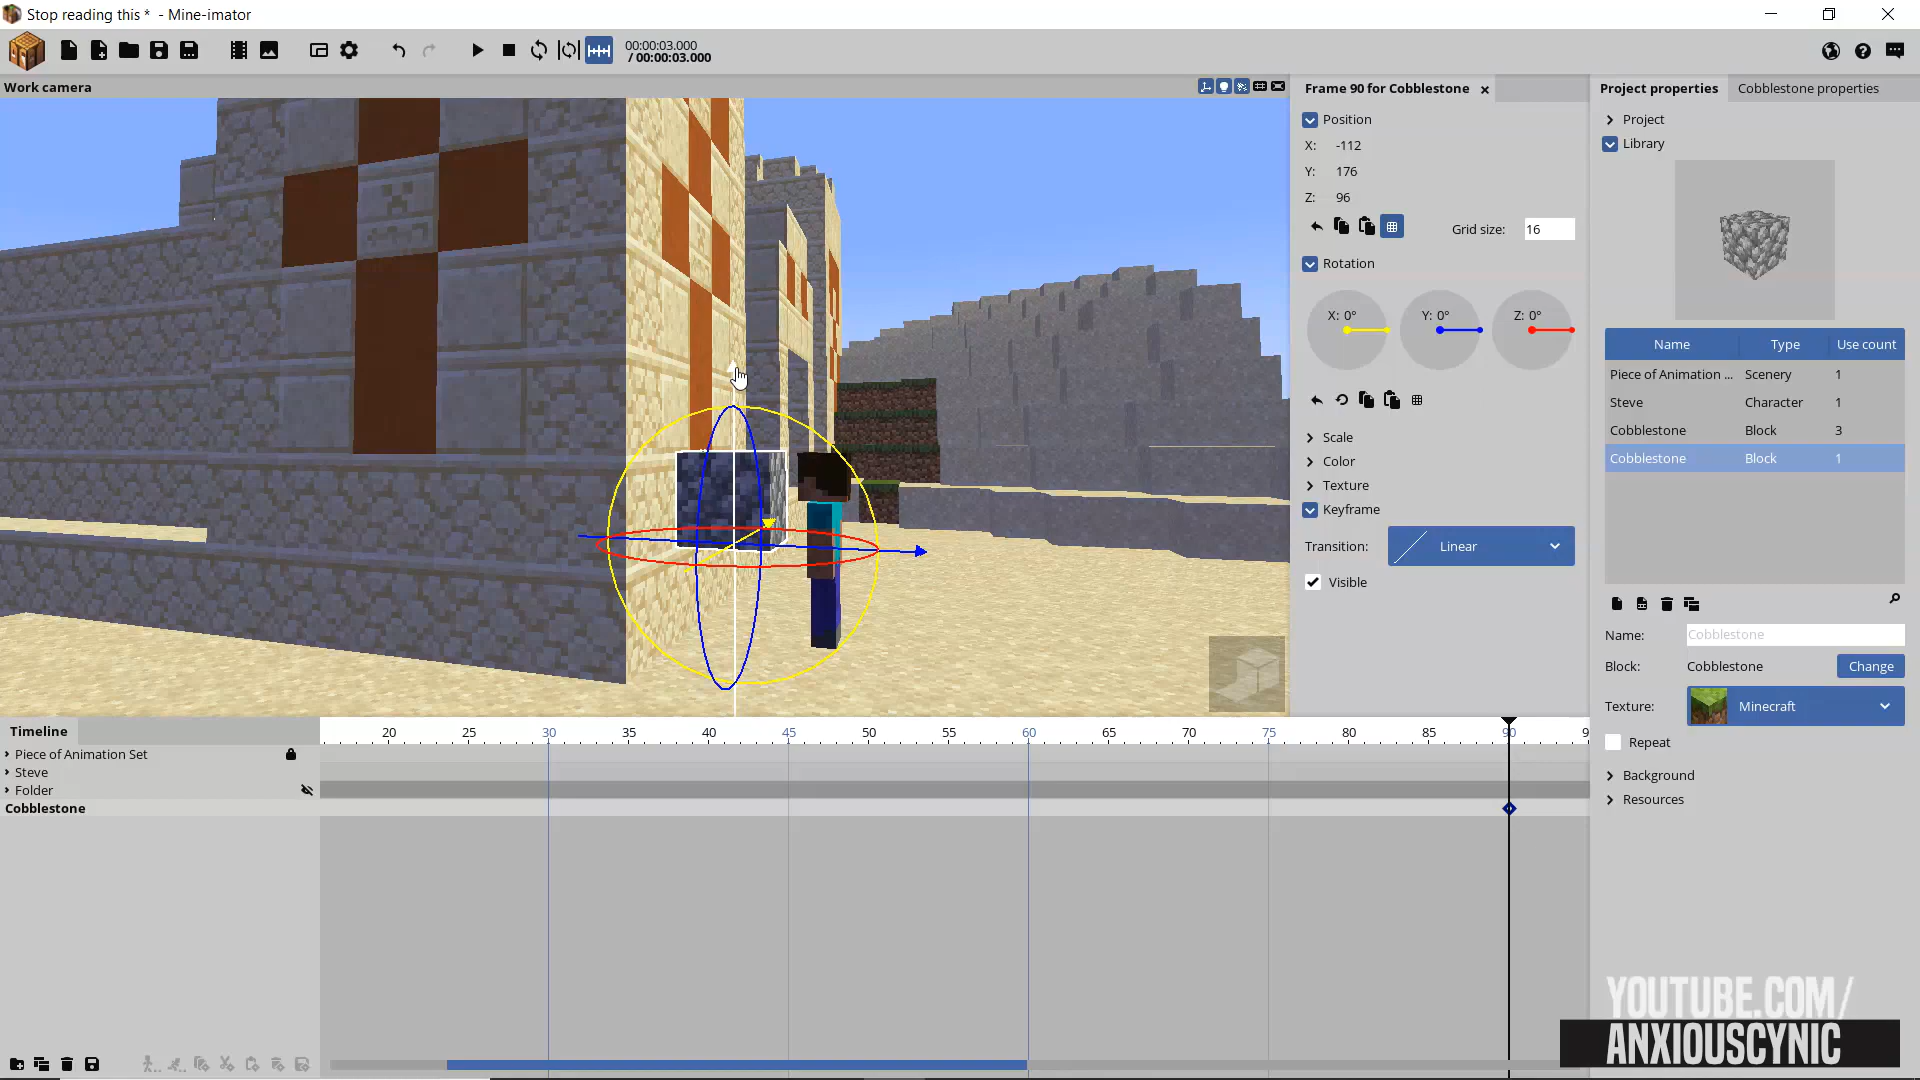 Stop reading this * - Mine-imator
00:00:03.000
/ 00:00:03.000
Work camera
Frame 90 for Cobblestone
Position
X: -112
Y: 176
Z: 96
Grid size: 16
Rotation
X: 0° Y: 0° Z: 0°
Scale
Color
Texture
Keyframe
Transition: Linear
Visible
Project properties Cobblestone properties
Project
Library
Name Type Use count
Piece of Animation ... Scenery 1
Steve Character 1
Cobblestone Block 3
Cobblestone Block 1
Name: Cobblestone
Block: Cobblestone Change
Texture: Minecraft
Repeat
Background
Resources
Timeline
20 25 30 35 40 45 50 55 60 65 70 75 80 85 90 9
Piece of Animation Set
Steve
Folder
Cobblestone
YOUTUBE.COM/
ANXIOUSCYNIC